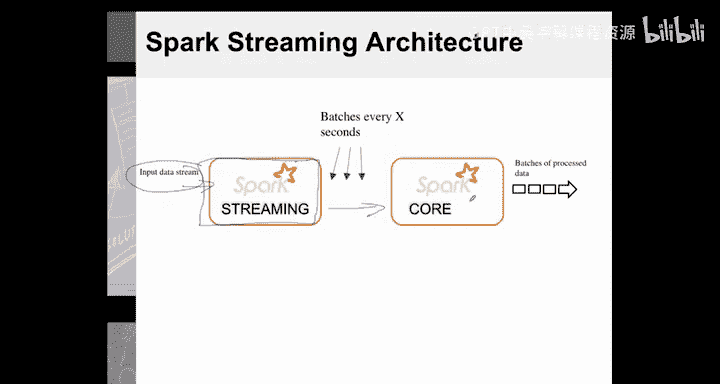 Spark Streaming Architecture
bilibili
Batches every X
seconds
Input data stream
Spark
STREAMING
Spark
CORE
Batches of processed
data